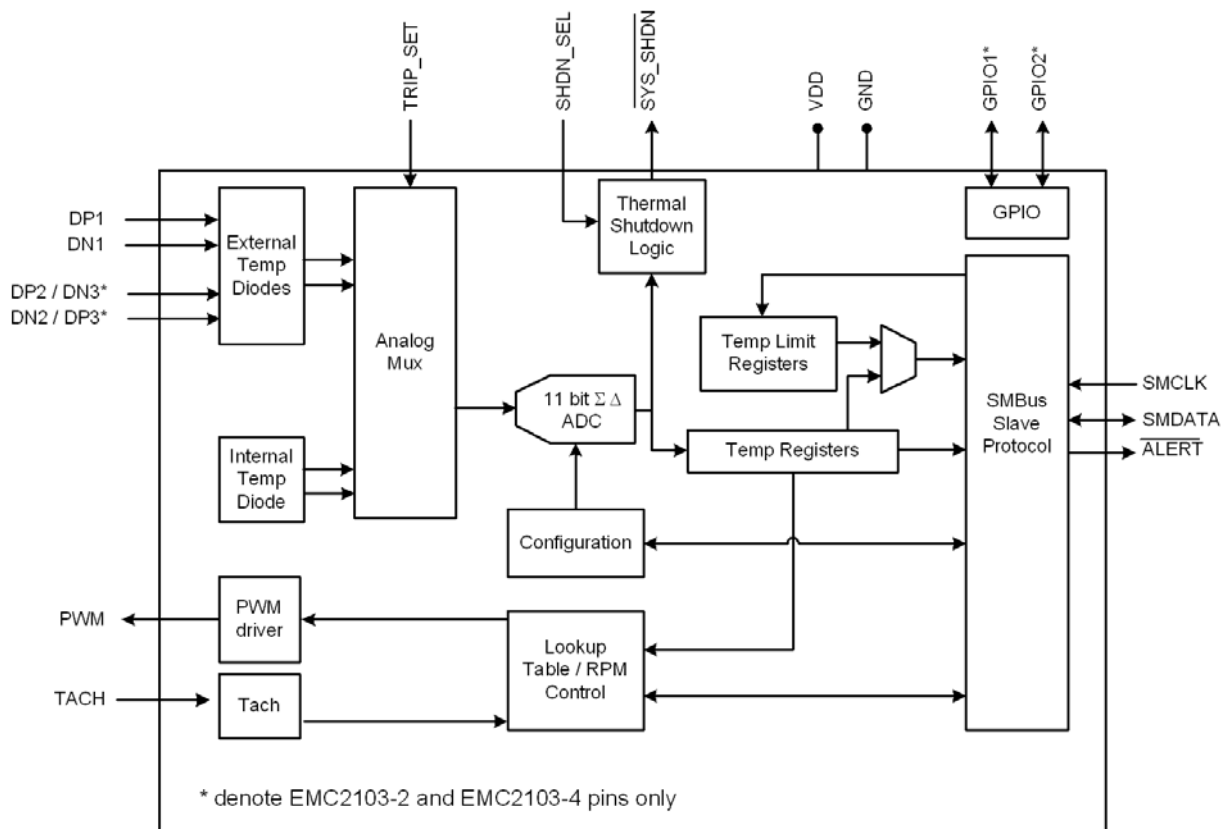 TRIP_SET
SHDN_SEL
SYS_SHDN
VDD
GND
GPIO1*
GPIO2*
DP1
DN1
DP2 / DN3*
DN2 / DP3*
External
Temp
Diodes
Analog
Mux
Thermal
Shutdown
Logic
GPIO
Temp Limit
Registers
11 bit Σ Δ
ADC
SMBus
Slave
Protocol
SMCLK
SMDATA
ALERT
Temp Registers
Internal
Temp
Diode
Configuration
PWM
PWM
driver
Lookup
Table / RPM
Control
TACH
Tach
* denote EMC2103-2 and EMC2103-4 pins only